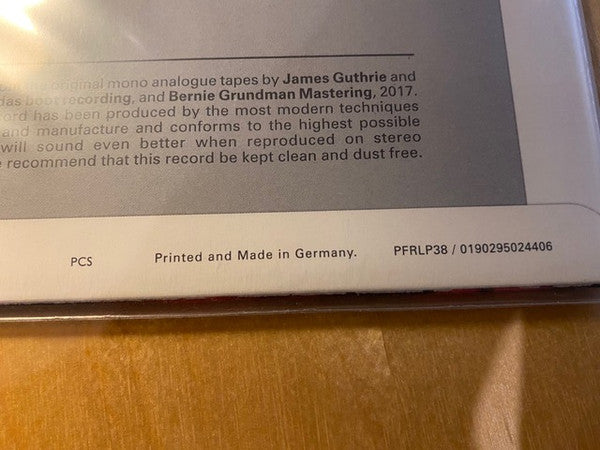 original mono analogue tapes by James Guthrie and
das boot recording, and Bernie Grundman Mastering, 2017.
has been produced by the most modern techniques
and manufacture and conforms to the highest possible
will sound even better when reproduced on stereo
recommend that this record be kept clean and dust free.
PCS Printed and Made in Germany. PFRLP38 / 0190295024406